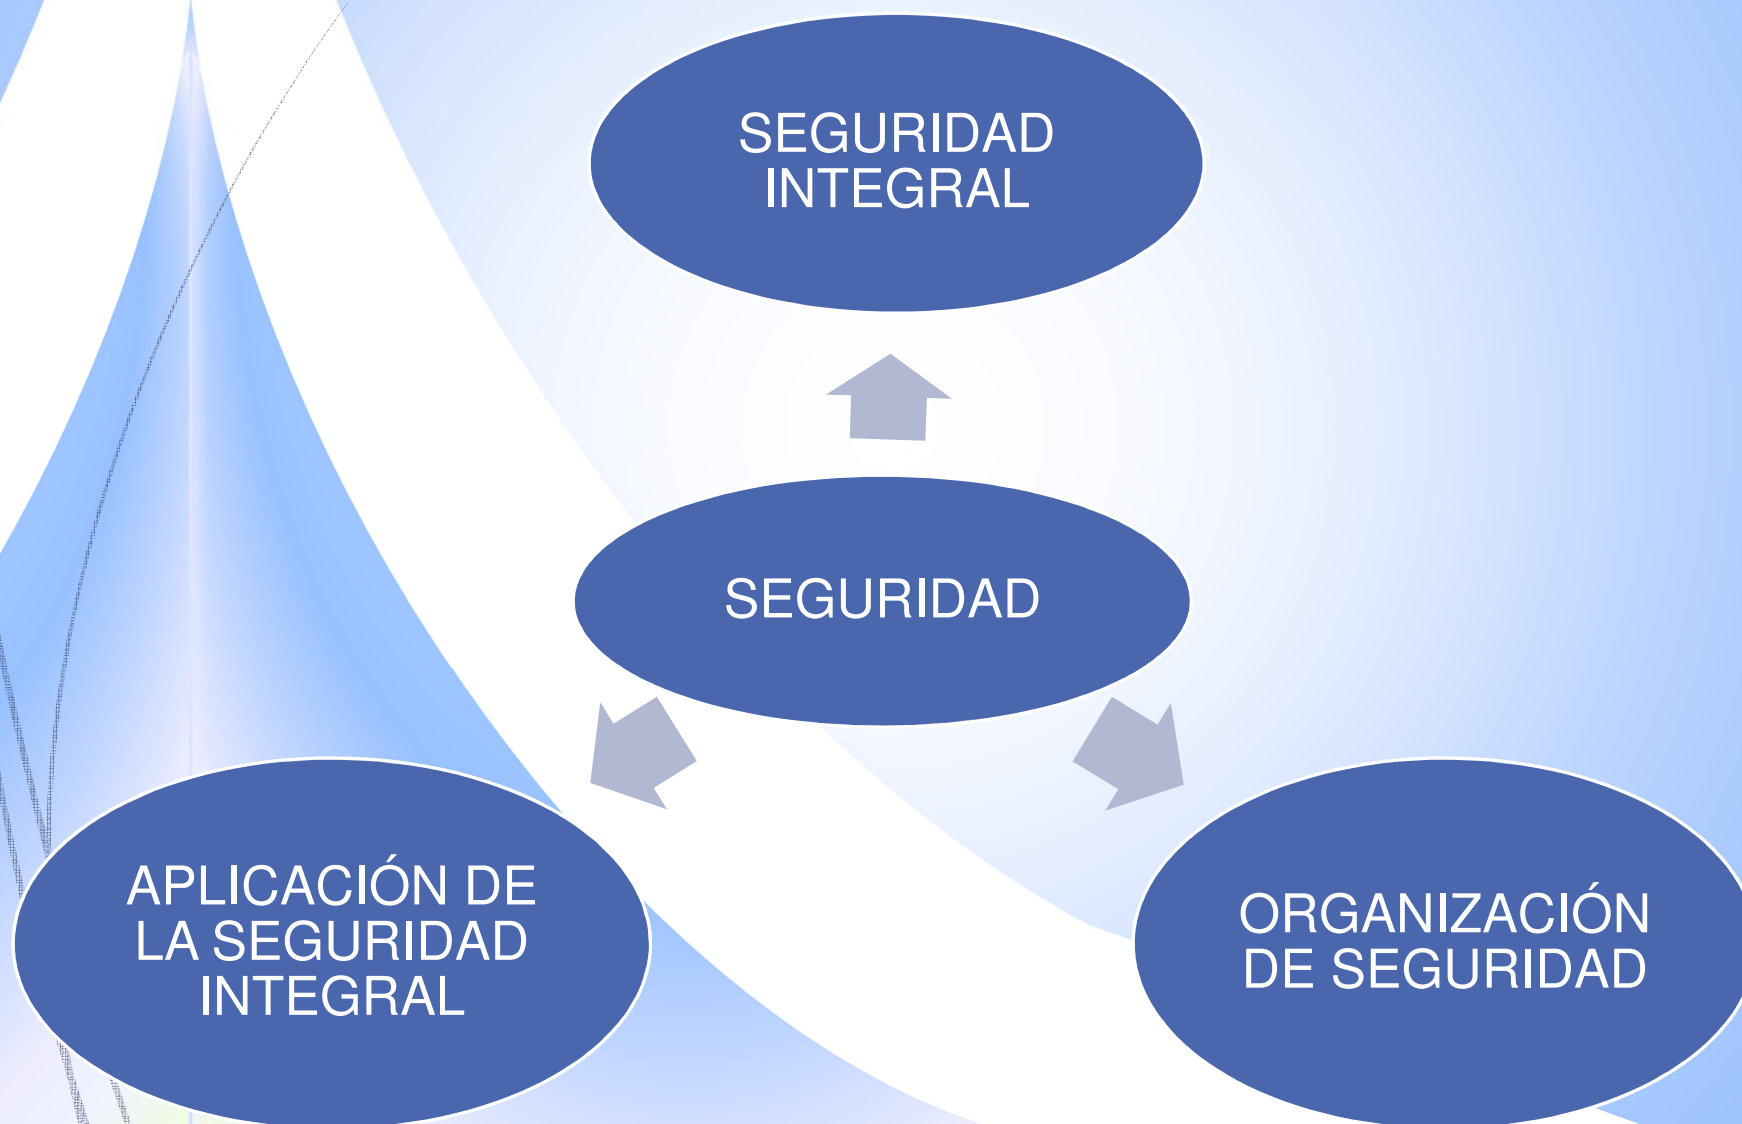 SEGURIDAD
INTEGRAL
SEGURIDAD
APLICACIÓN DE
LA SEGURIDAD
INTEGRAL
ORGANIZACIÓN
DE SEGURIDAD